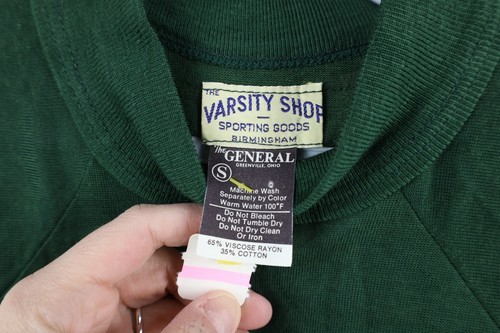 THE
VARSITY SHOP
SPORTING GOODS
BIRMINGHAM
The GENERAL
GREENVILLE, OHIO
S
Machine Wash
Separately by Color
Warm Water 100°F
Do Not Bleach
Do Not Tumble Dry
Do Not Dry Clean
Or Iron
65% VISCOSE RAYON
35% COTTON